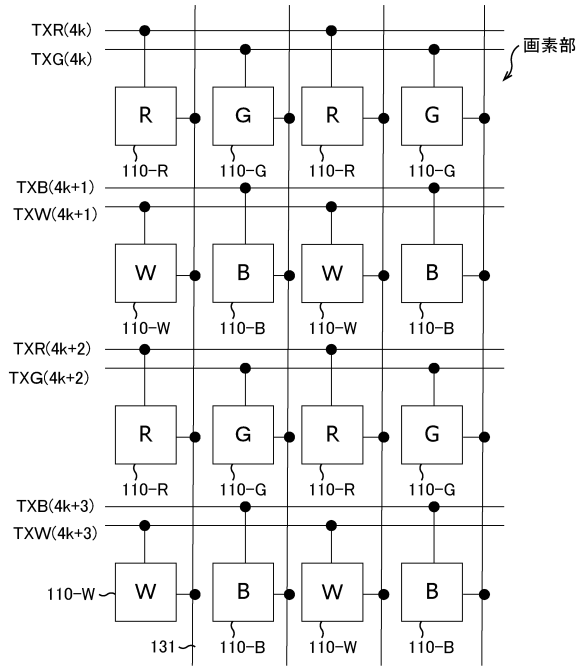 TXR(4k)
TXG(4k)
画素部
R G R G
110-R 110-G 110-R 110-G
TXB(4k+1)
TXW(4k+1)
W B W B
110-W 110-B 110-W 110-B
TXR(4k+2)
TXG(4k+2)
R G R G
110-R 110-G 110-R 110-G
TXB(4k+3)
TXW(4k+3)
110-W W B W B
131 110-B 110-W 110-B